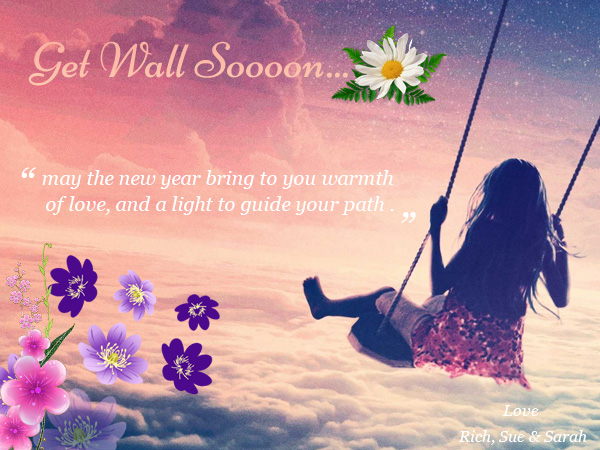 Get Wall Soooon...
“ may the new year bring to you warmth
of love, and a light to guide your path . ”
Love
Rich, Sue & Sarah